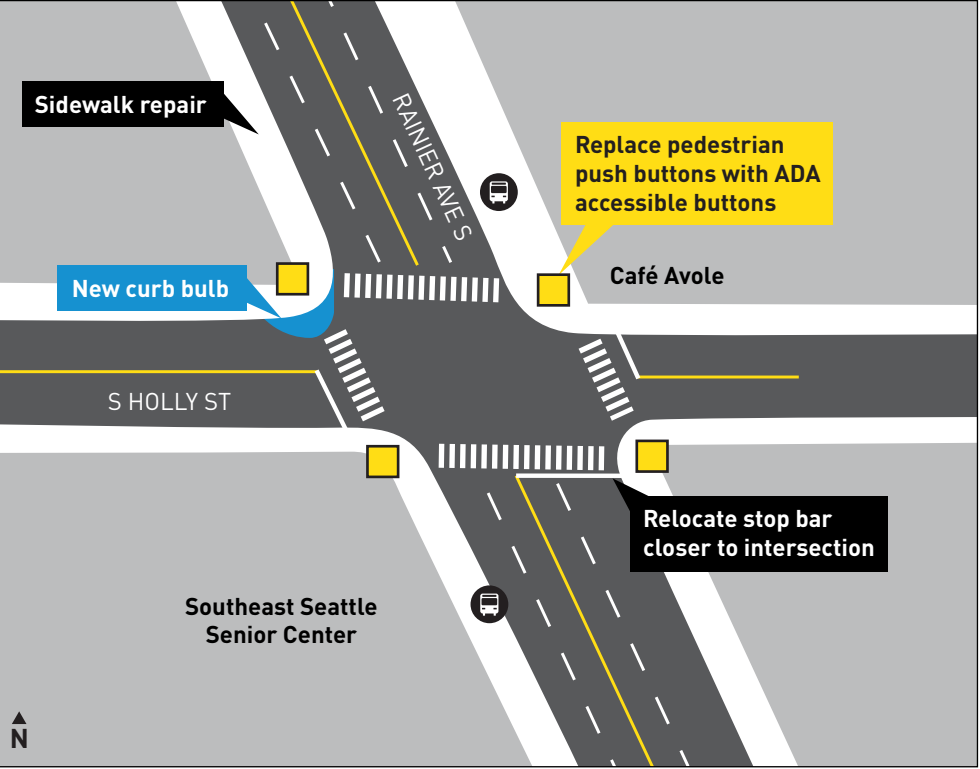 Sidewalk repair
RAINIER AVE S
Replace pedestrian
push buttons with ADA
accessible buttons
Café Avole
New curb bulb
S HOLLY ST
Relocate stop bar
closer to intersection
Southeast Seattle
Senior Center
N